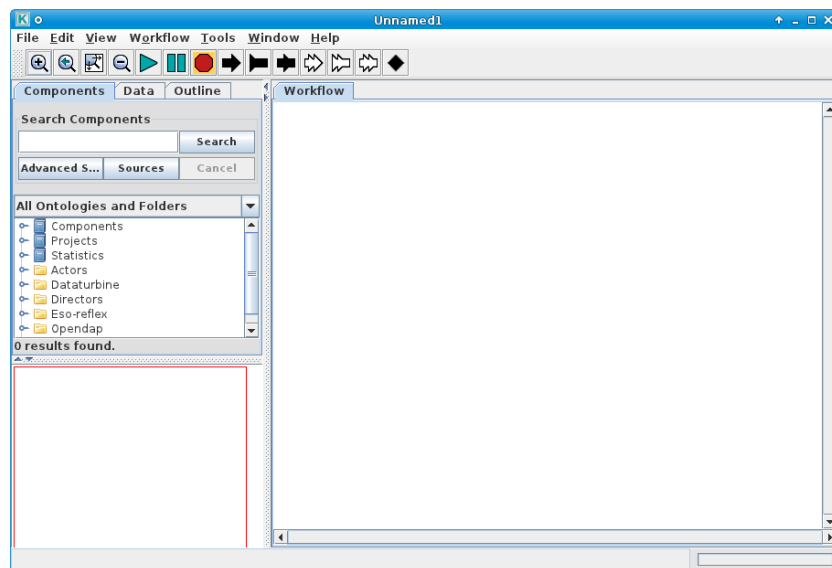 K
Unnamed1
File Edit View Workflow Tools Window Help
Components Data Outline
Workflow
Search Components
Search
Advanced S... Sources Cancel
All Ontologies and Folders
Components
Projects
Statistics
Actors
Dataturbine
Directors
Eso-reflex
Opendap
0 results found.